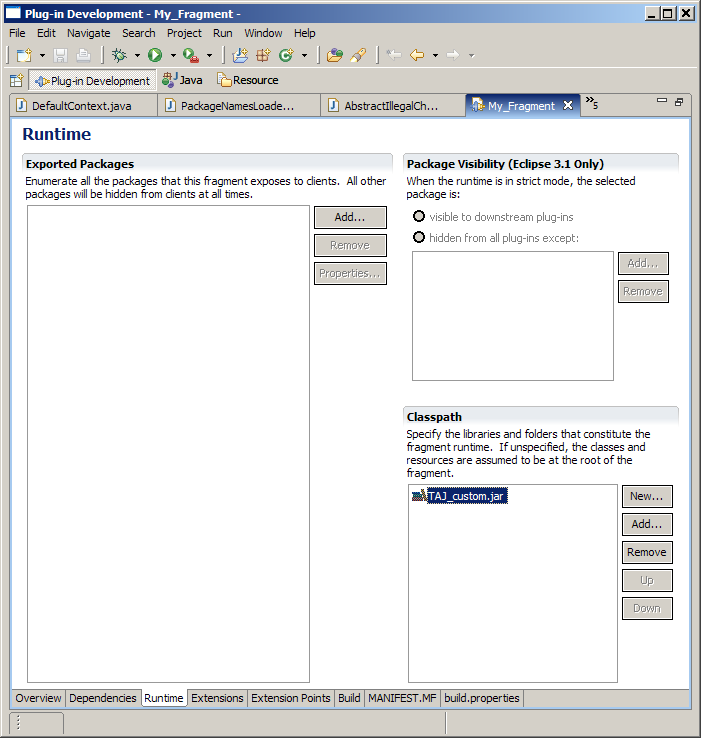 Plug-in Development - My_Fragment -
File Edit Navigate Search Project Run Window Help
Plug-in Development Java Resource
DefaultContext.java PackageNamesLoade... AbstractIllegalCh... My_Fragment »5
Runtime
Exported Packages
Enumerate all the packages that this fragment exposes to clients. All other
packages will be hidden from clients at all times.
Add...
Remove
Properties...
Package Visibility (Eclipse 3.1 Only)
When the runtime is in strict mode, the selected
package is:
visible to downstream plug-ins
hidden from all plug-ins except:
Add...
Remove
Classpath
Specify the libraries and folders that constitute the
fragment runtime. If unspecified, the classes and
resources are assumed to be at the root of the
fragment.
TAJ_custom.jar
New...
Add...
Remove
Up
Down
Overview Dependencies Runtime Extensions Extension Points Build MANIFEST.MF build.properties